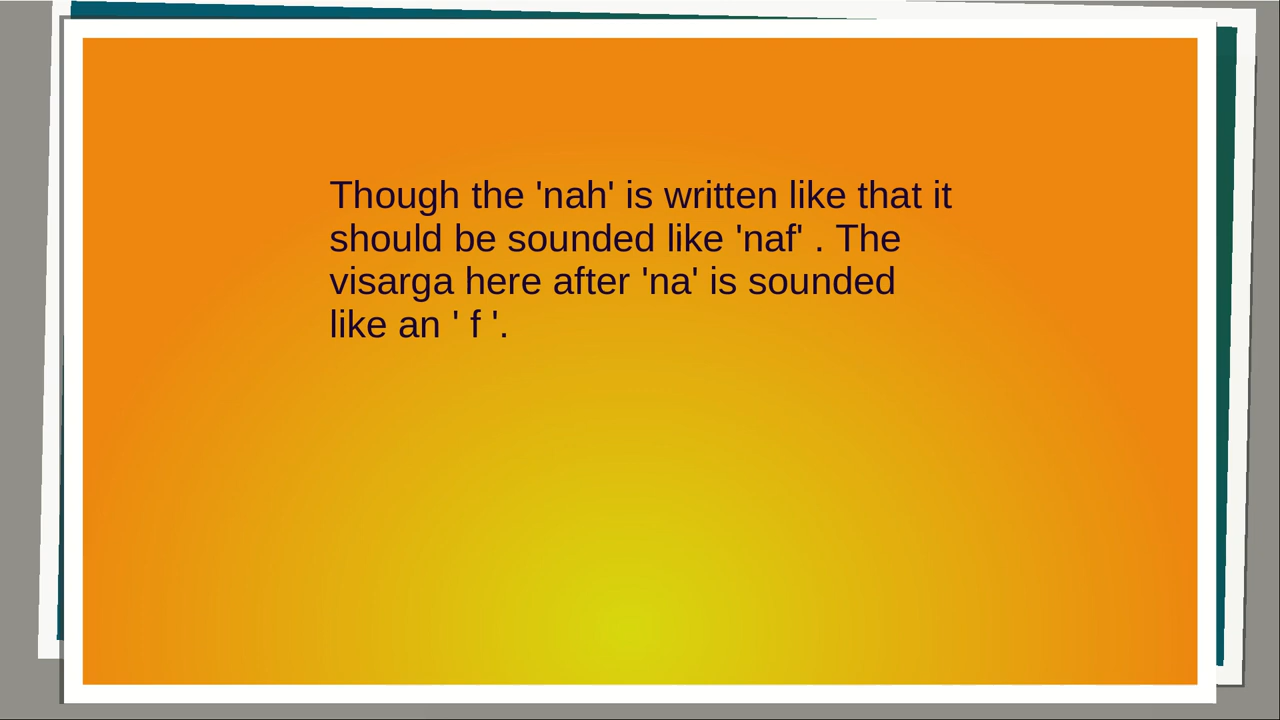 Though the 'nah' is written like that it
should be sounded like 'naf' . The
visarga here after 'na' is sounded
like an ' f '.